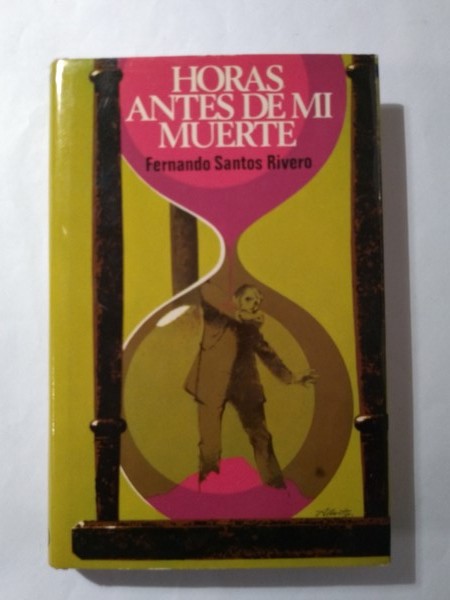 HORAS
ANTES DE MI
MUERTE
Fernando Santos Rivero